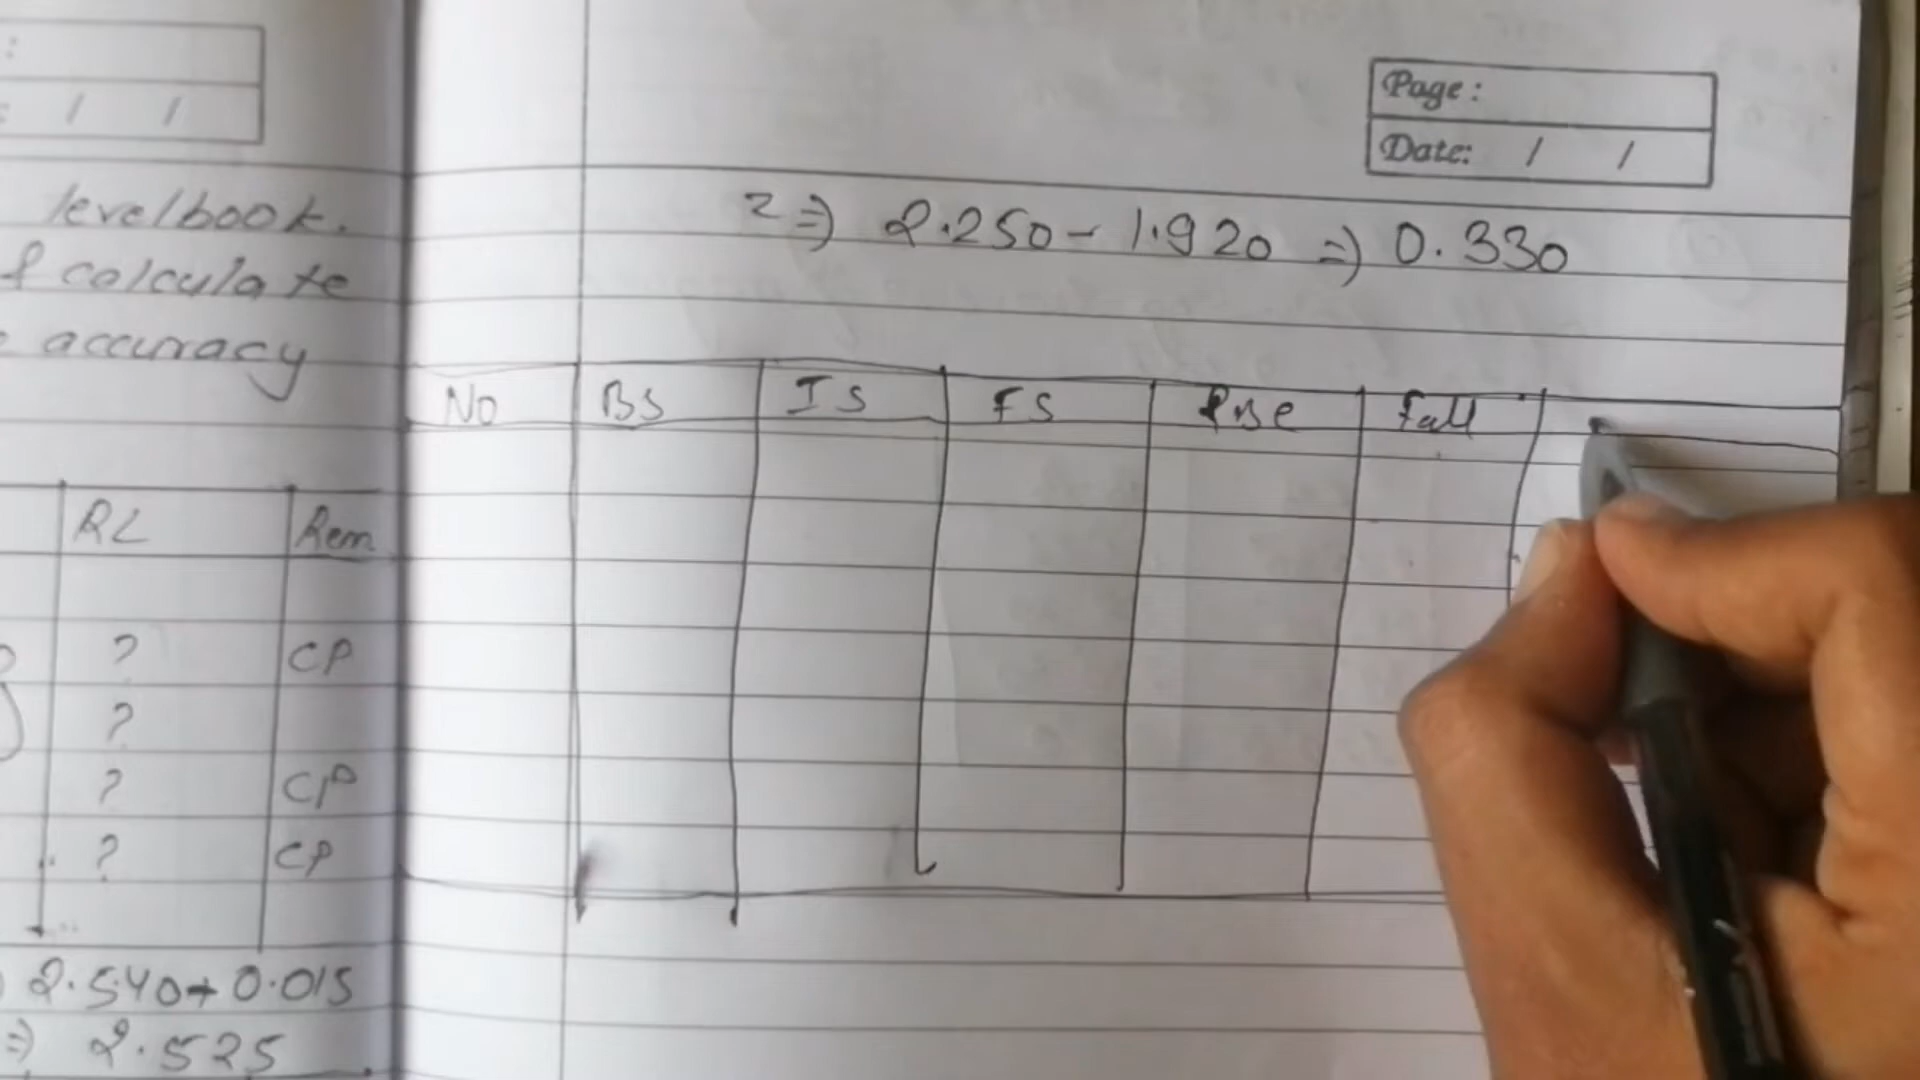 :
: / /
levelbook.
& calculate
accuracy
RL Rem
? CP
?
? CP
? CP
2.540+0.015
=) 2.525
Page :
Date: / /
z =) 2.250 - 1.920 =) 0.330
No BS IS FS Rise Fall